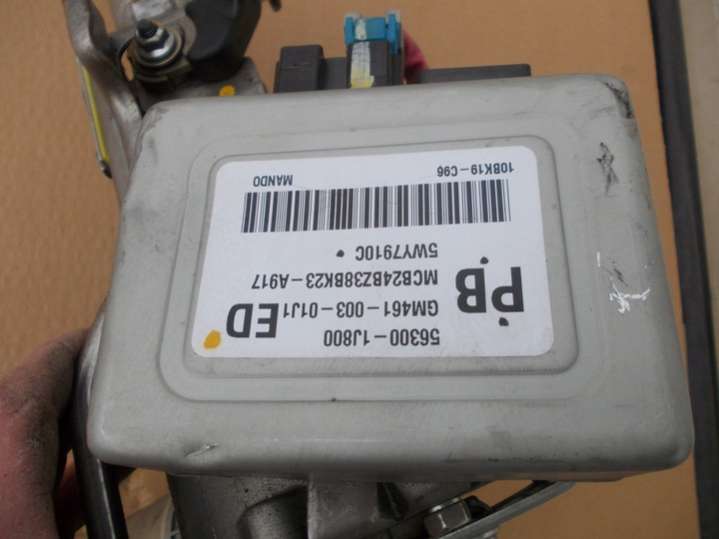 56300-1J800
GM461-003-01J1
ED
MCB24BZ38BK23-A917
PB
5WY7910C
MANDO
10BK19-C96